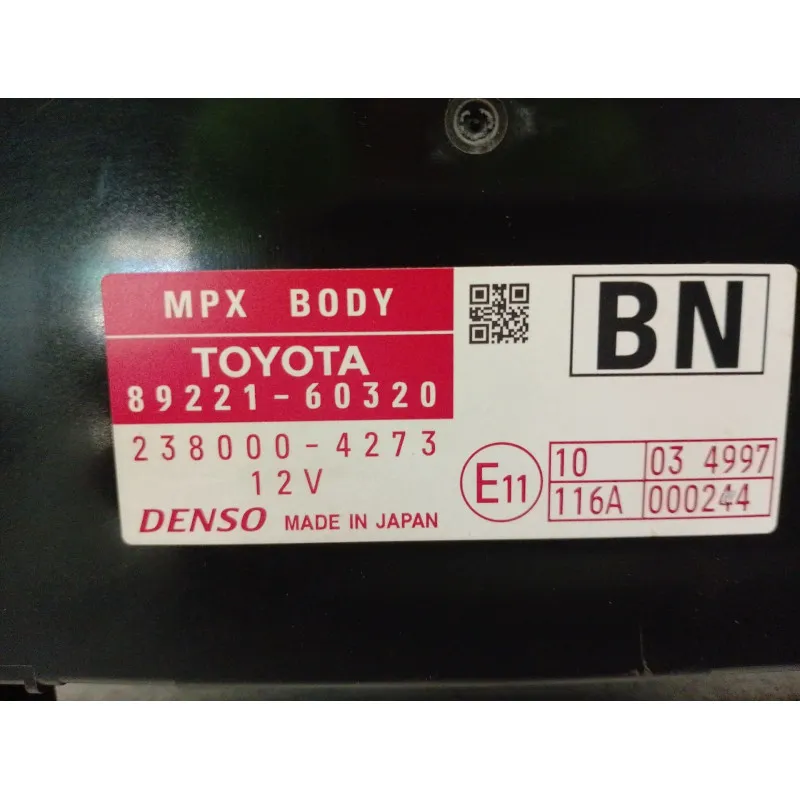 MPX BODY
TOYOTA
89221-60320
238000-4273
12V
DENSO MADE IN JAPAN
BN
E11
10 03 4997
116A 000244